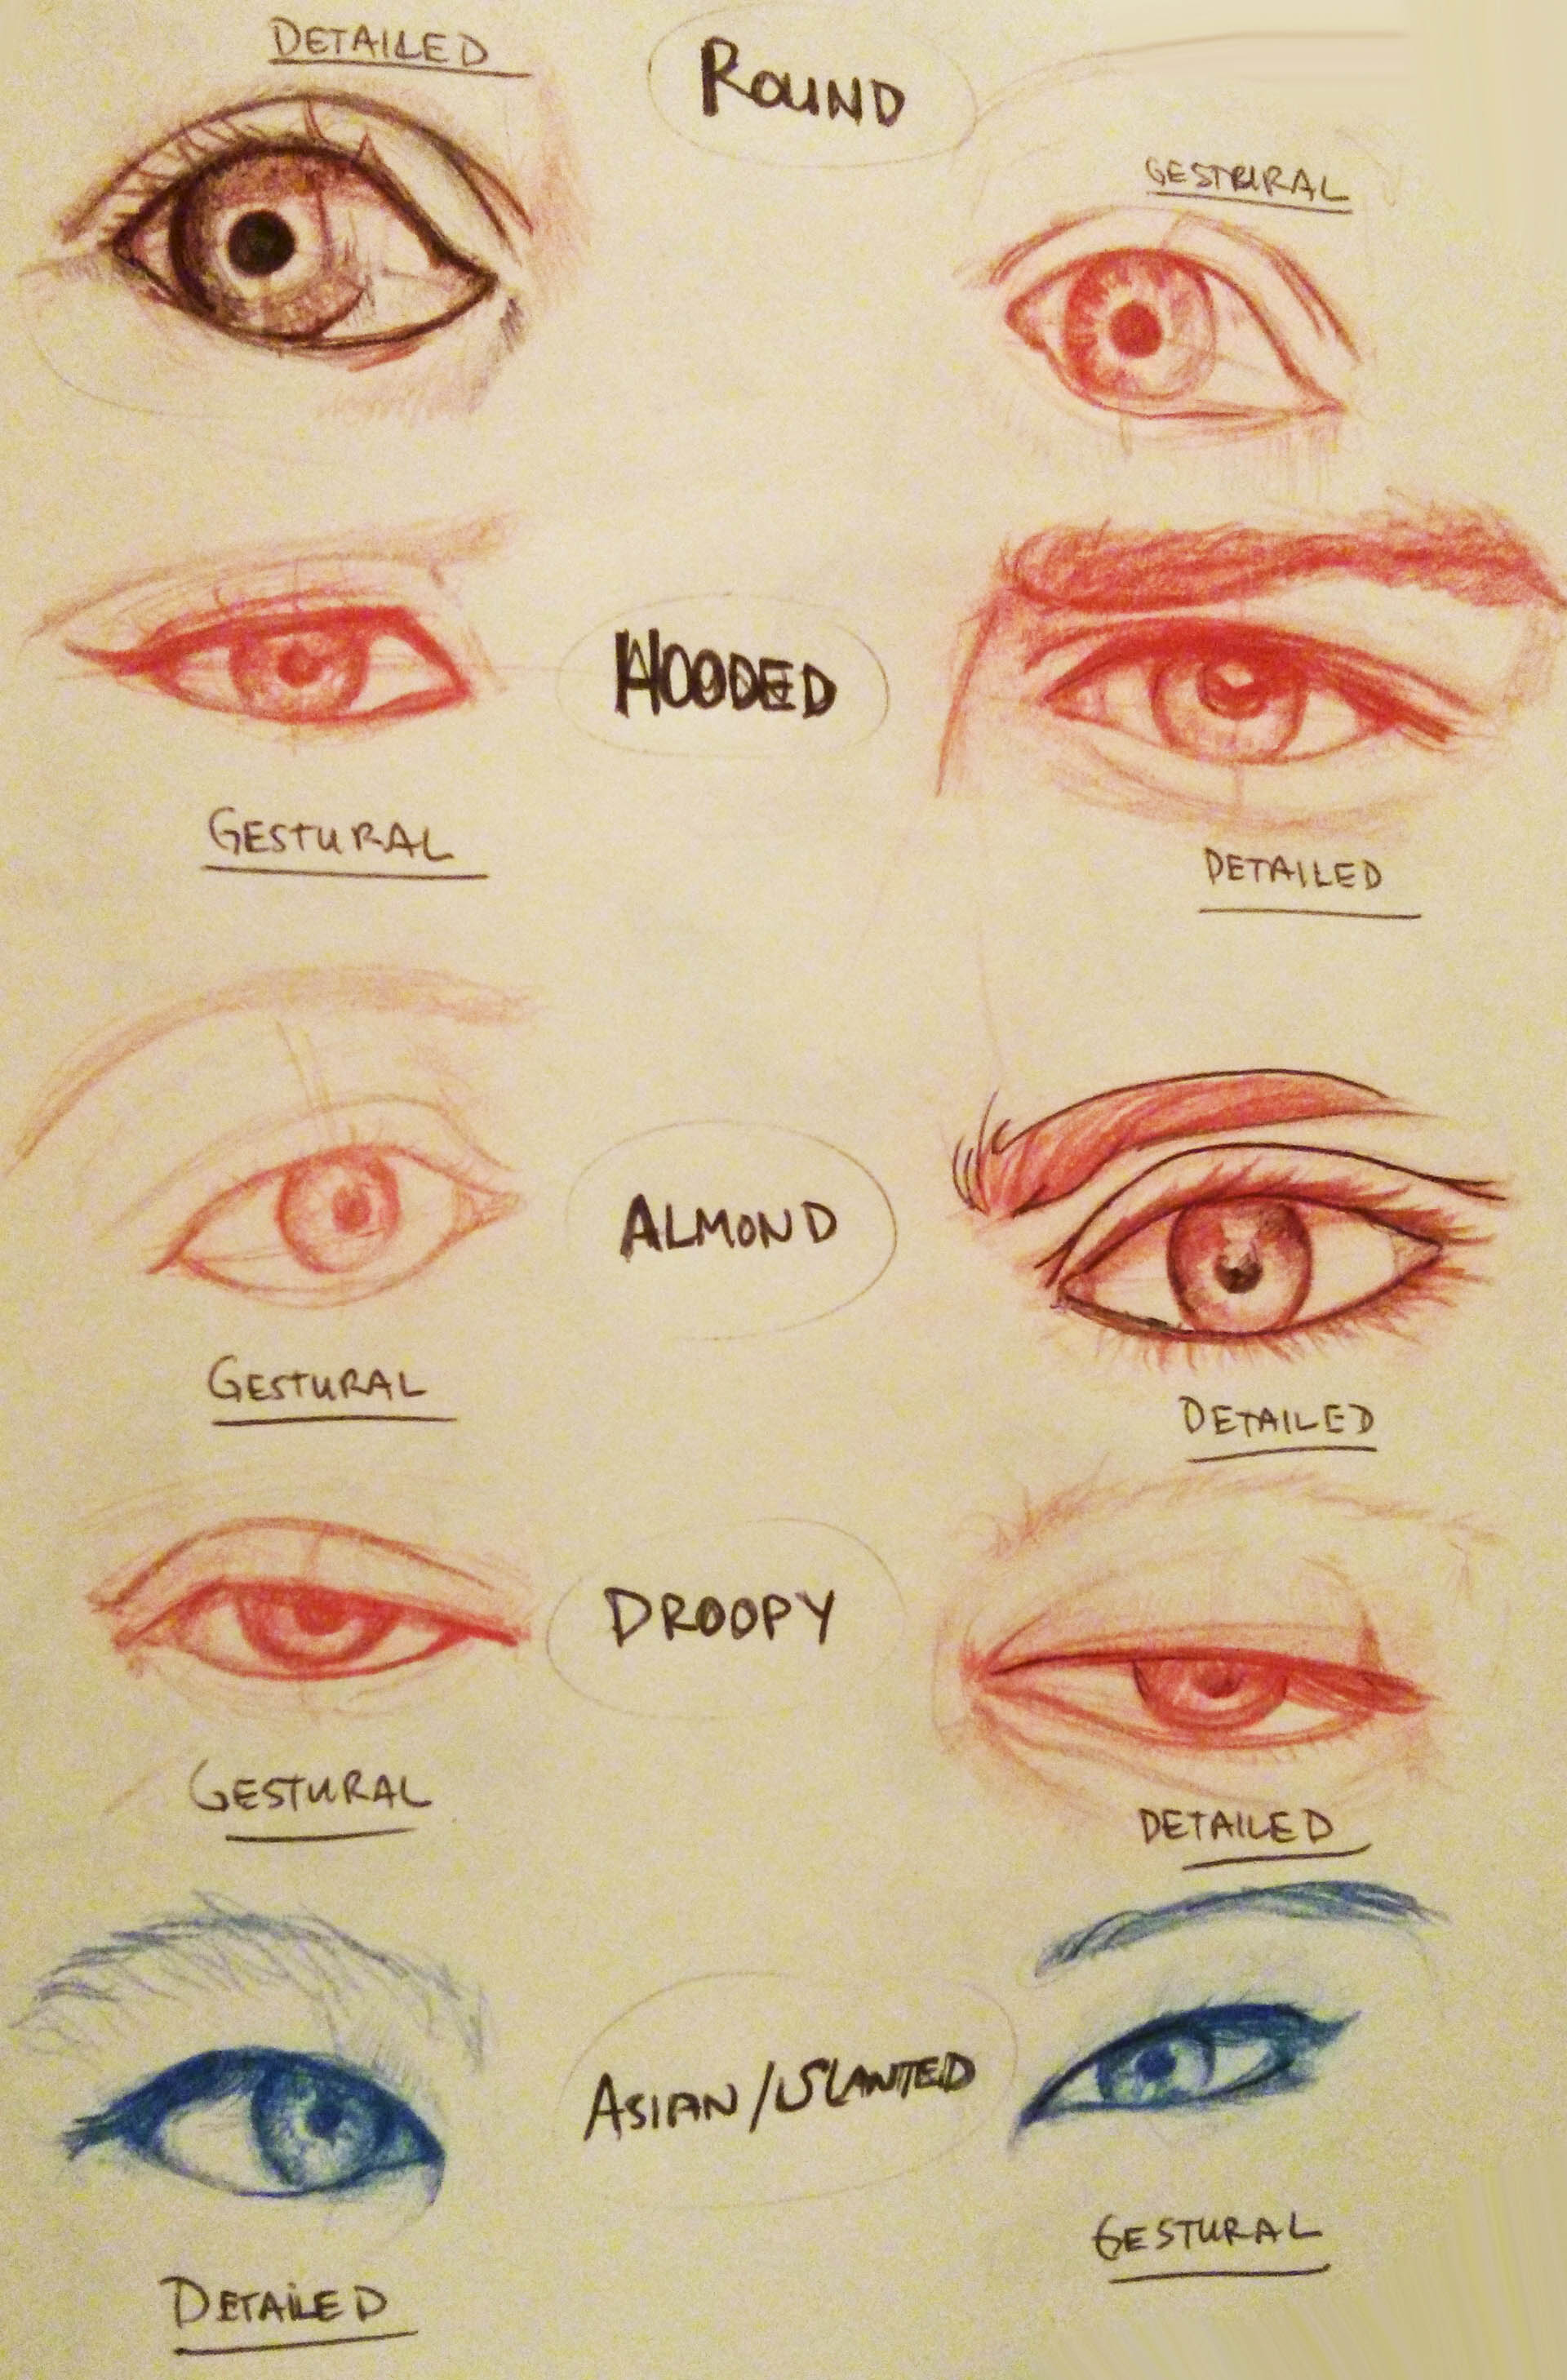 DETAILED
ROUND
GESTURAL
HOODED
GESTURAL
DETAILED
ALMOND
GESTURAL
DETAILED
DROOPY
GESTURAL
DETAILED
ASIAN/SLANTED
GESTURAL
DETAILED